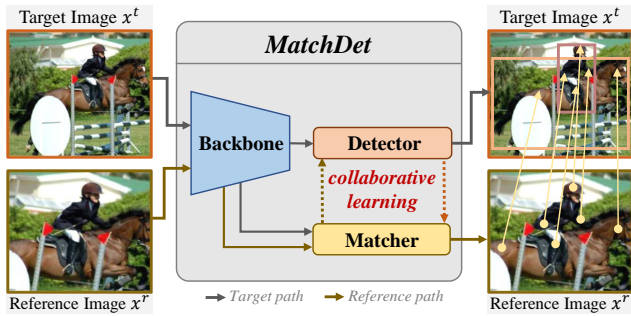 Target Image x^t
MatchDet
Target Image x^t
Backbone
Detector
collaborative
learning
Matcher
Reference Image x^r
Target path
Reference path
Reference Image x^r